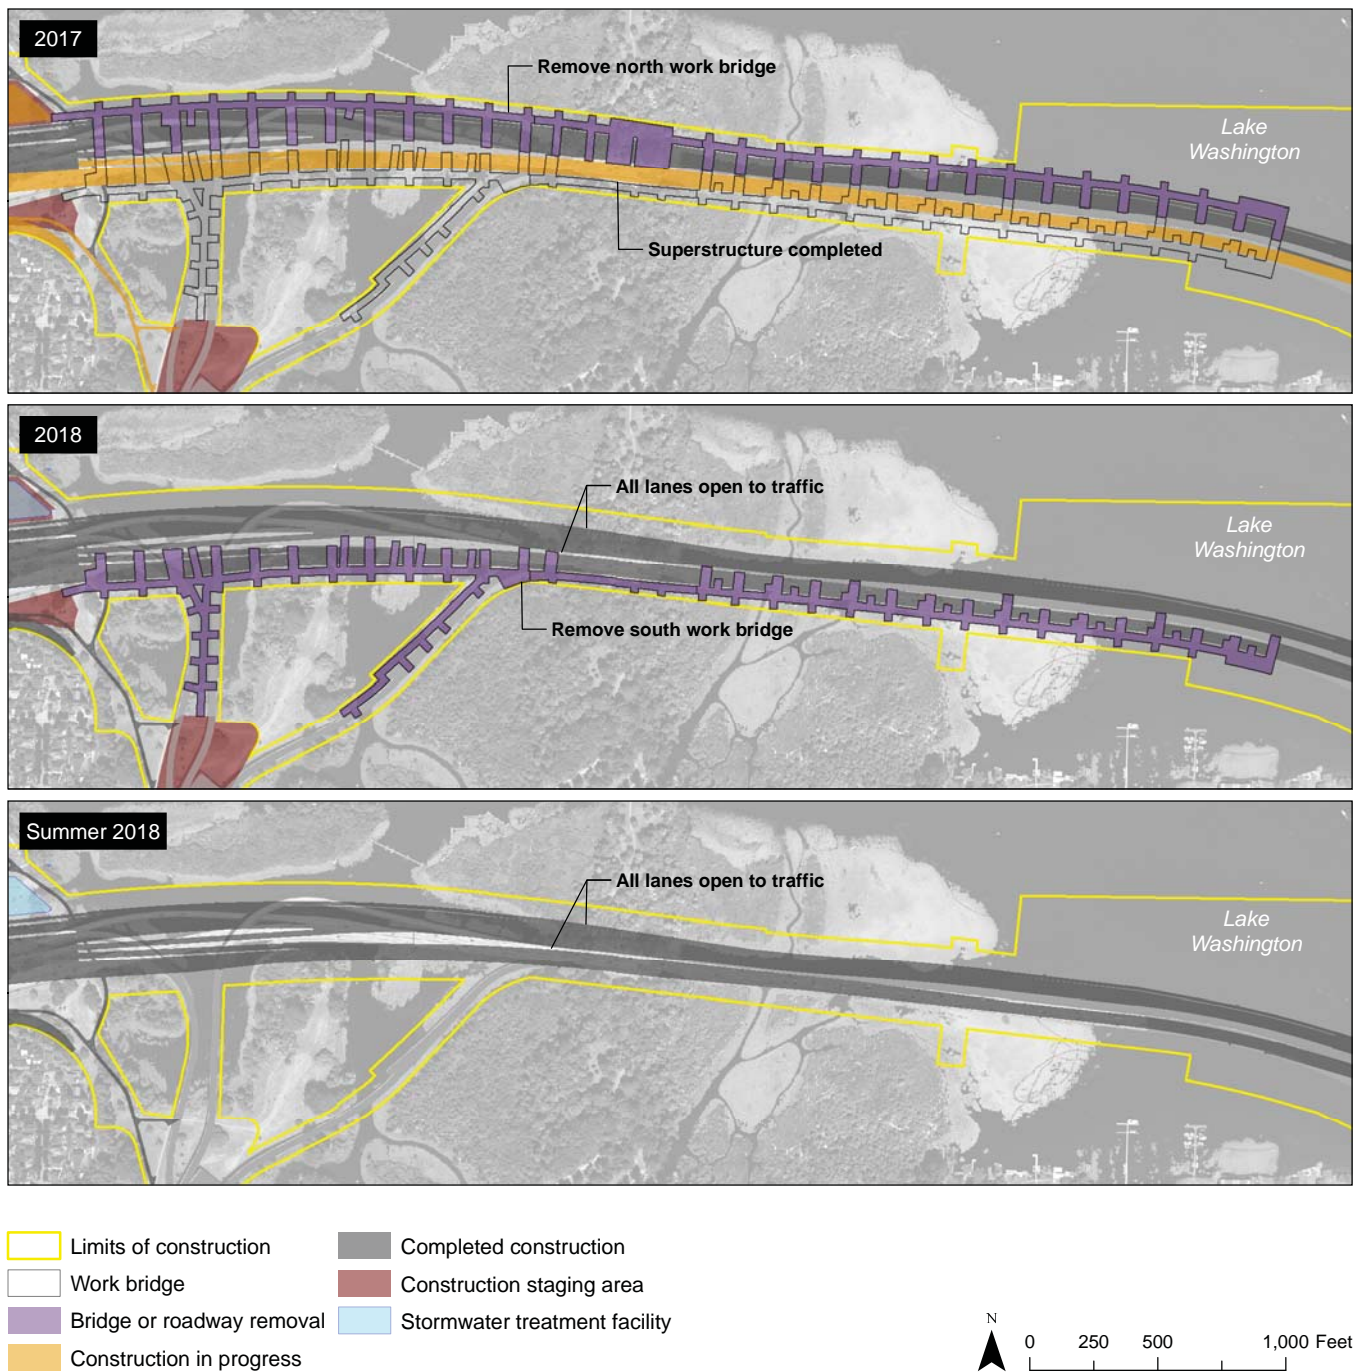 2017
Remove north work bridge
Lake
Washington
Superstructure completed
2018
All lanes open to traffic
Lake
Washington
Remove south work bridge
Summer 2018
All lanes open to traffic
Lake
Washington
Limits of construction
Completed construction
Work bridge
Construction staging area
Bridge or roadway removal
Stormwater treatment facility
Construction in progress
N
0 250 500 1,000 Feet